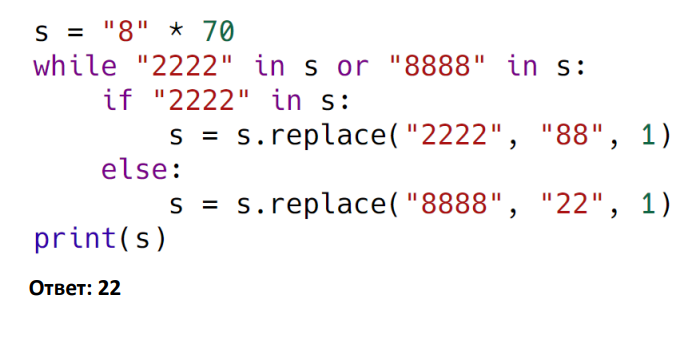 s = "8" * 70
while "2222" in s or "8888" in s:
    if "2222" in s:
        s = s.replace("2222", "88", 1)
    else:
        s = s.replace("8888", "22", 1)
print(s)
Ответ: 22